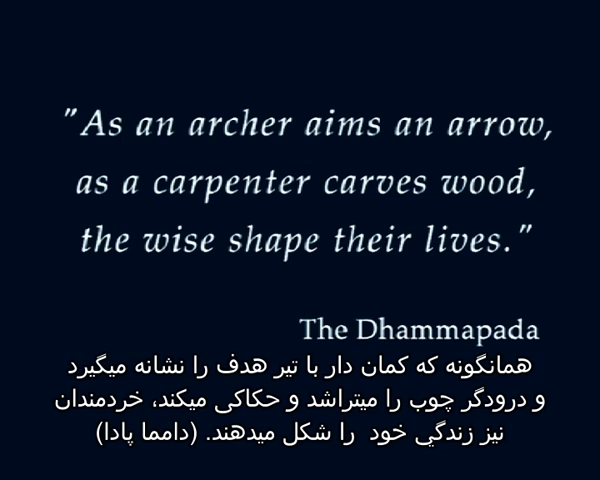 "As an archer aims an arrow,
as a carpenter carves wood,
the wise shape their lives."
The Dhammapada
همانگونه که کمان دار با تیر هدف را نشانه میگیرد
و درودگر چوب را میتراشد و حکاکی میکند، خردمندان
نیز زندگي خود  را شکل میدهند. (دامما پادا)